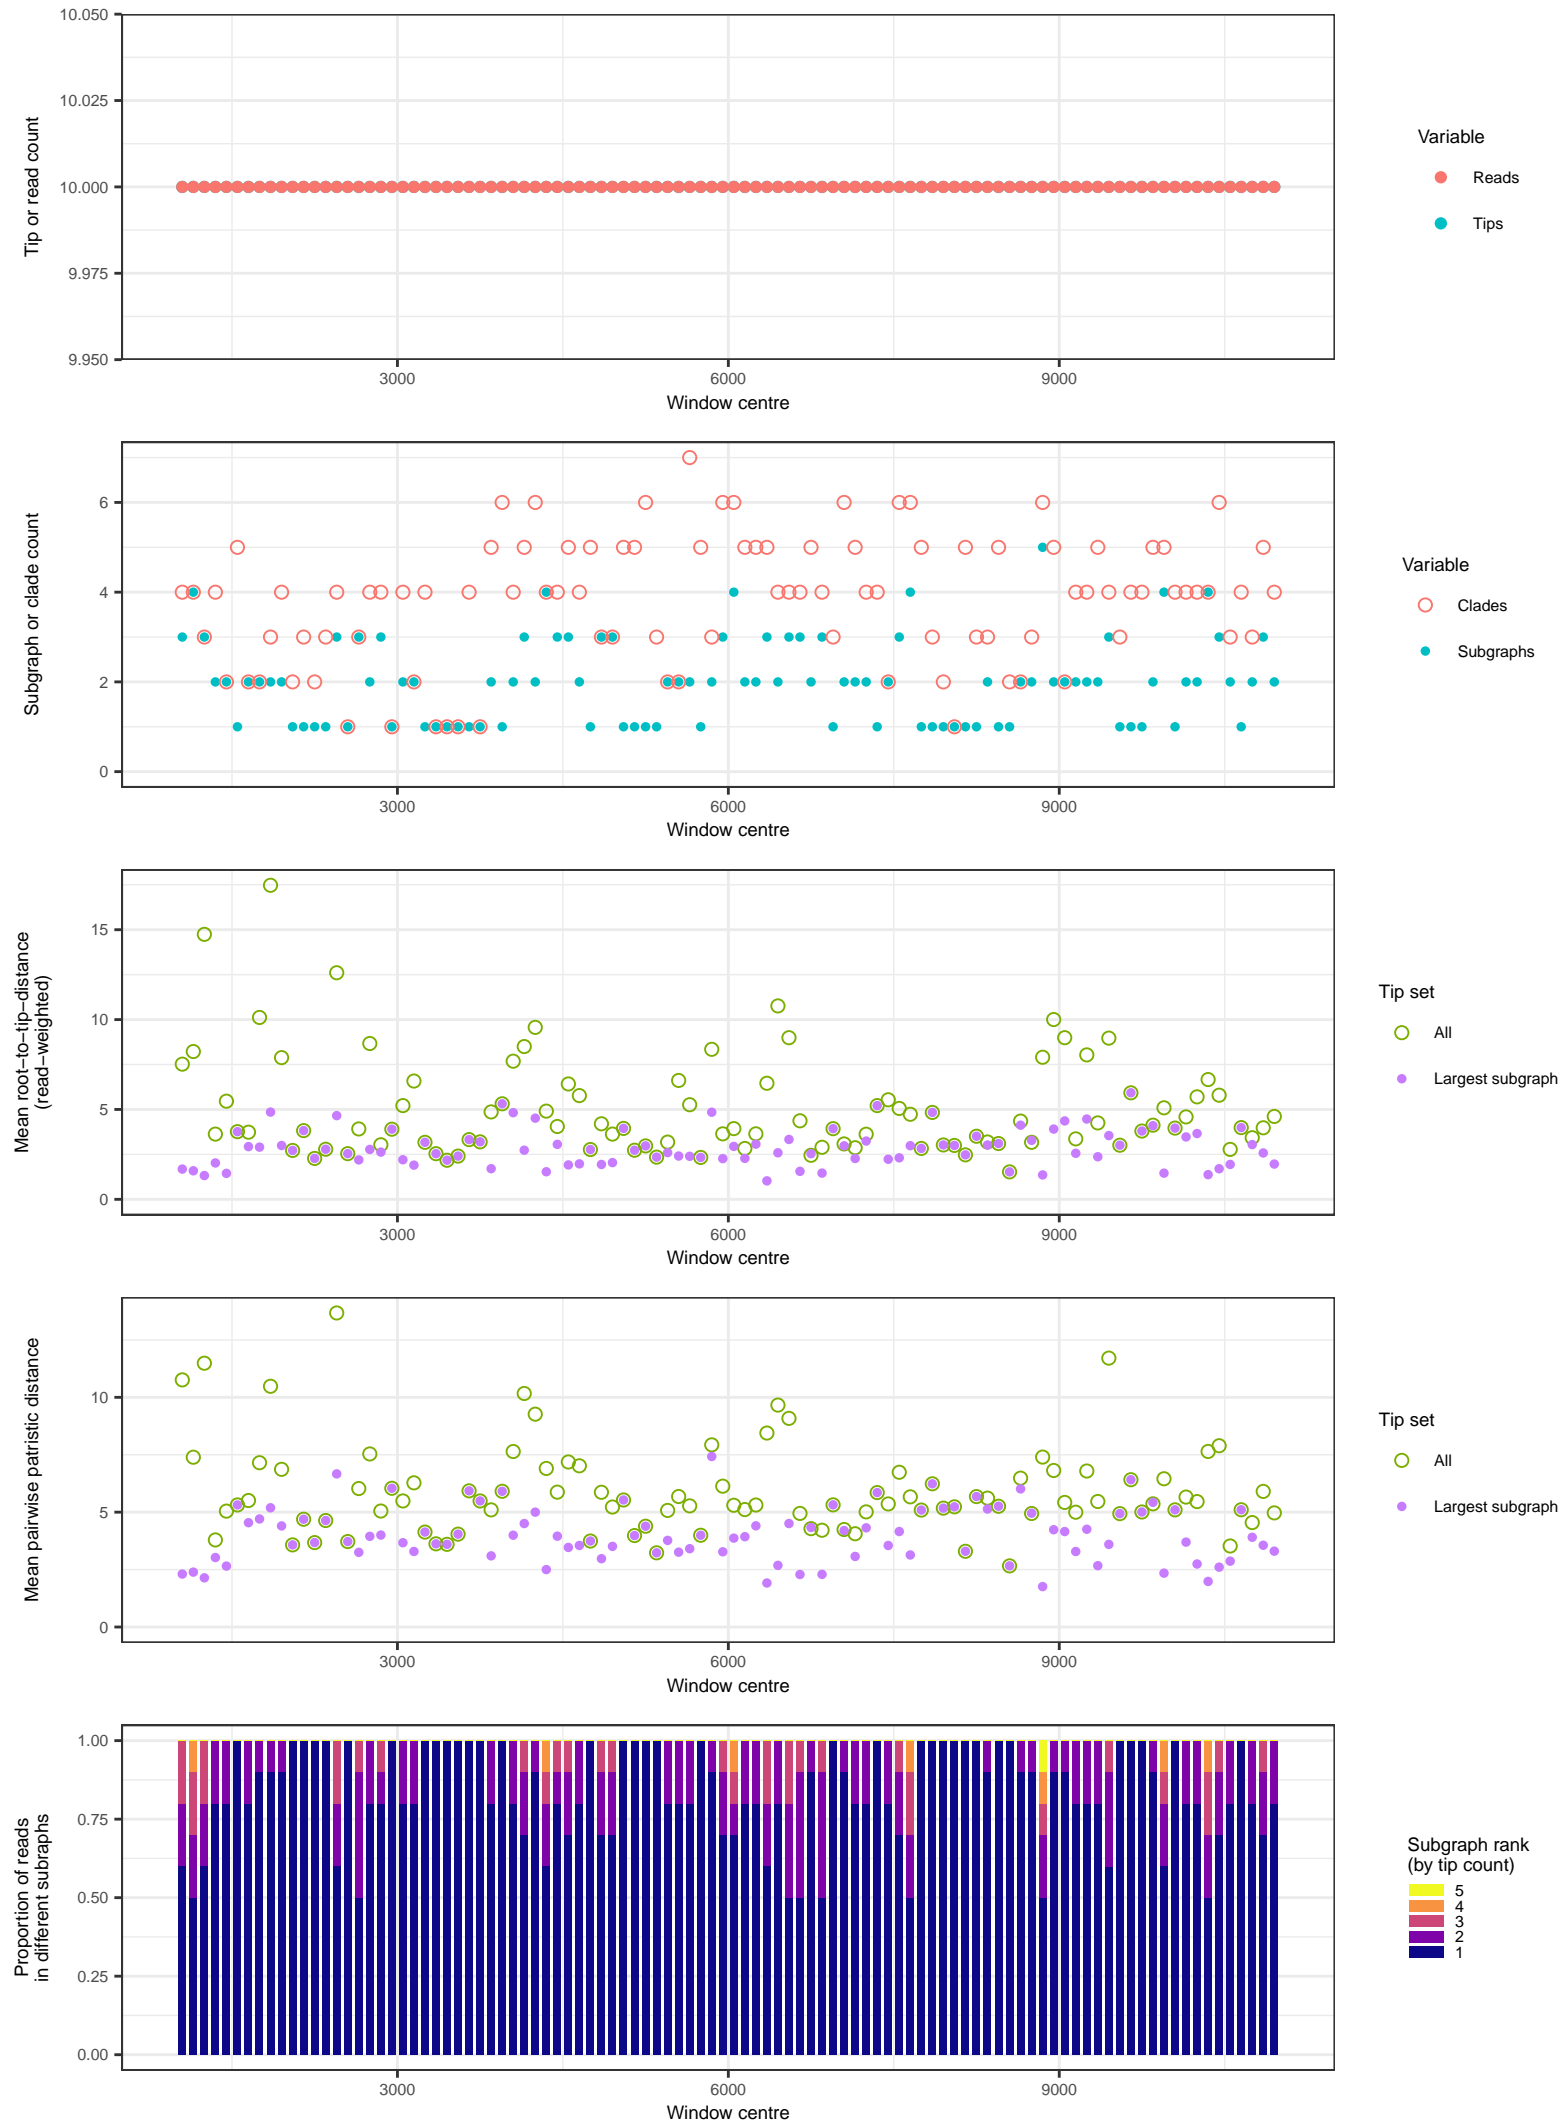 10.050
10.025
10.000
9.975
9.950
Tip or read count
3000
6000
9000
Window centre
Variable
Reads
Tips
6
4
2
0
Subgraph or clade count
3000
6000
9000
Window centre
Variable
Clades
Subgraphs
15
10
5
0
Mean root−to−tip−distance
(read−weighted)
3000
6000
9000
Window centre
Tip set
All
Largest subgraph
10
5
0
Mean pairwise patristic distance
3000
6000
9000
Window centre
Tip set
All
Largest subgraph
1.00
0.75
0.50
0.25
0.00
Proportion of reads
in different subraphs
3000
6000
9000
Window centre
Subgraph rank
(by tip count)
5
4
3
2
1